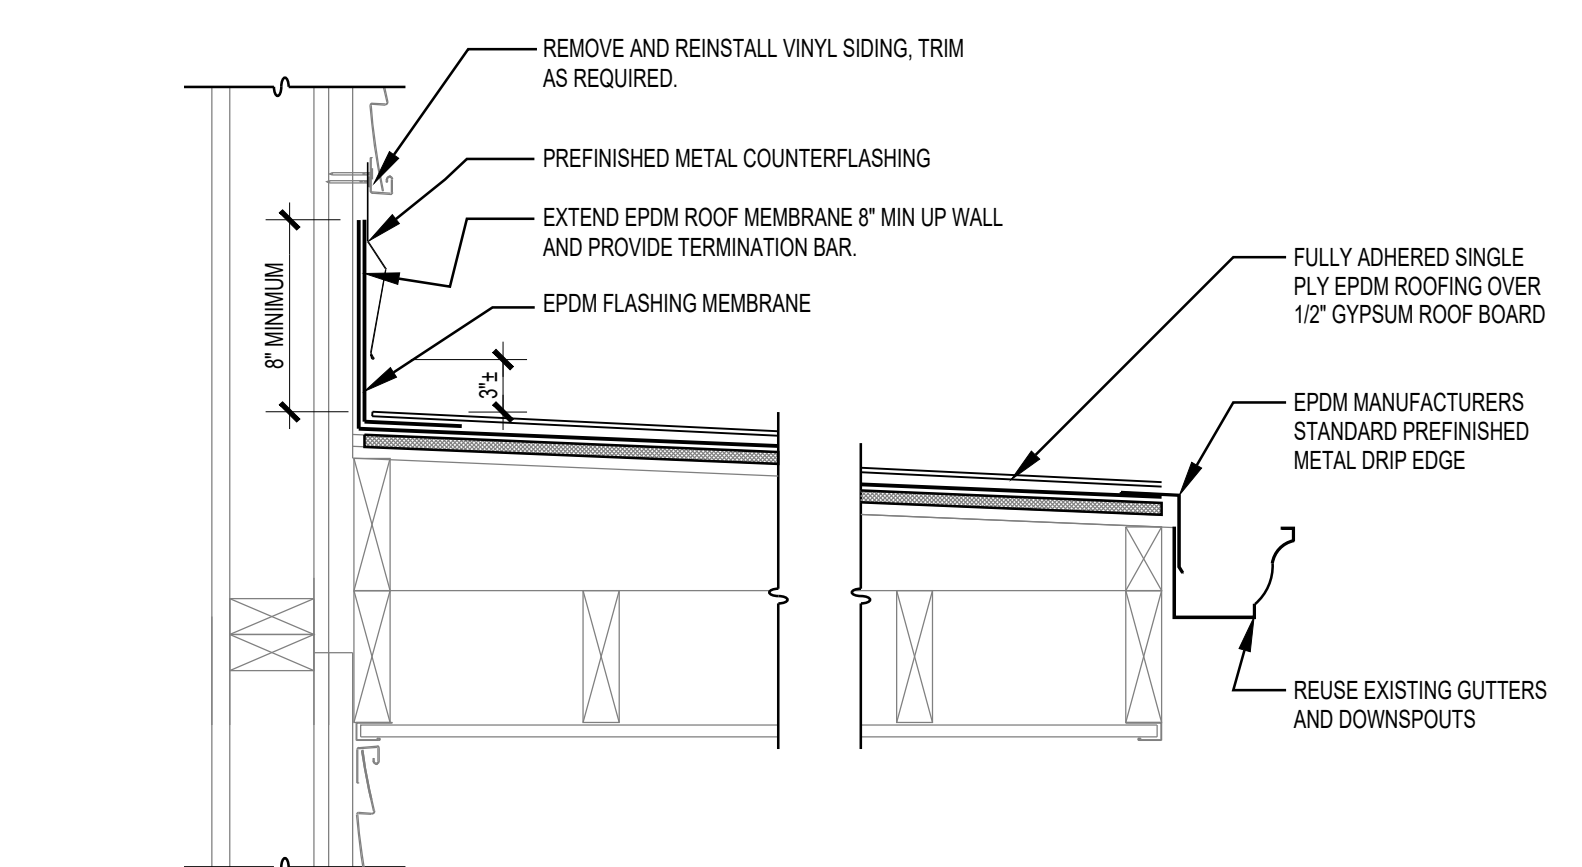 REMOVE AND REINSTALL VINYL SIDING, TRIM
AS REQUIRED.
PREFINISHED METAL COUNTERFLASHING
EXTEND EPDM ROOF MEMBRANE 8" MIN UP WALL
AND PROVIDE TERMINATION BAR.
EPDM FLASHING MEMBRANE
8" MINIMUM
3"±
FULLY ADHERED SINGLE
PLY EPDM ROOFING OVER
1/2" GYPSUM ROOF BOARD
EPDM MANUFACTURERS
STANDARD PREFINISHED
METAL DRIP EDGE
REUSE EXISTING GUTTERS
AND DOWNSPOUTS